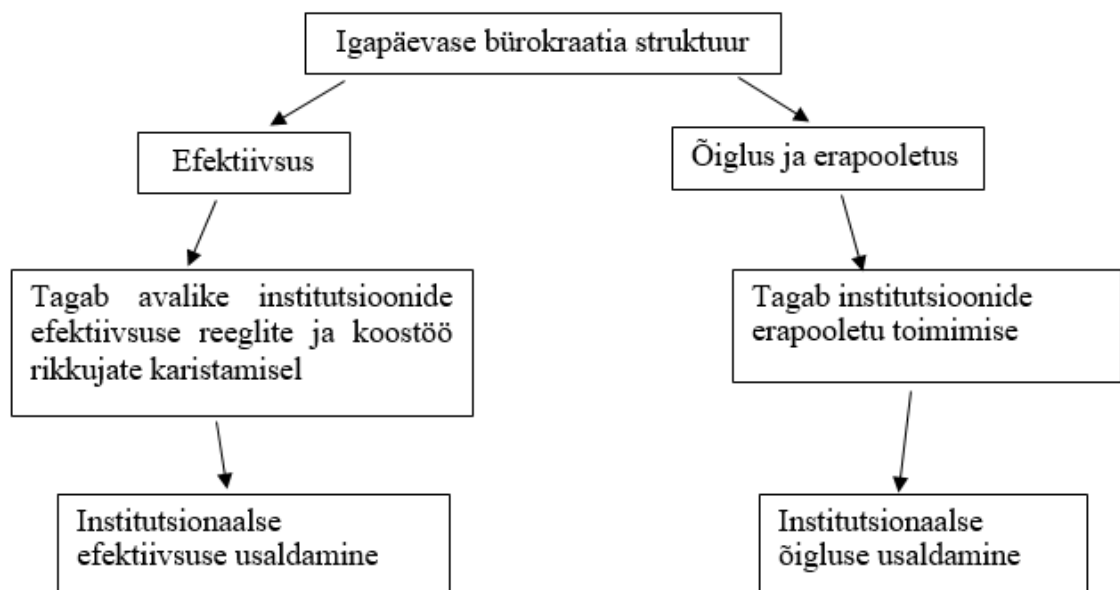 Igapäevase bürokraatia struktuur
Efektiivsus
Õiglus ja erapooletus
Tagab avalike institutsioonide
efektiivsuse reeglite ja koostöö
rikkujate karistamisel
Tagab institutsioonide
erapooletu toimimise
Institutsionaalse
efektiivsuse usaldamine
Institutsionaalse
õigluse usaldamine